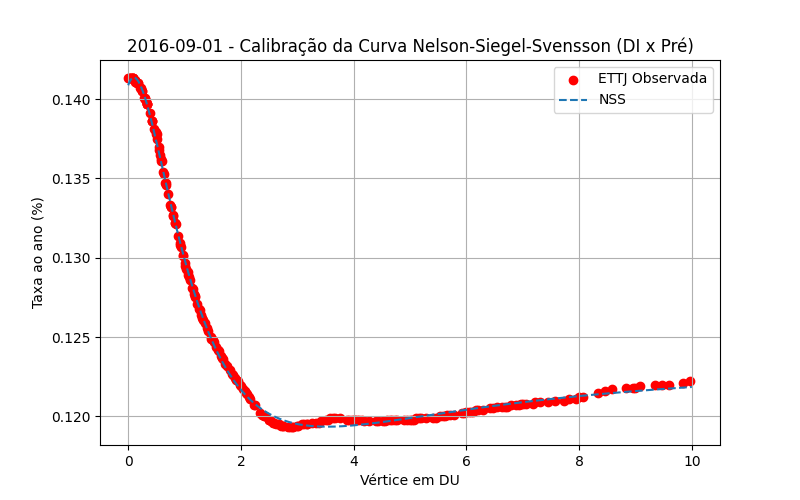 2016-09-01 - Calibração da Curva Nelson-Siegel-Svensson (DI x Pré)
ETTJ Observada
NSS
Taxa ao ano (%)
0.140
0.135
0.130
0.125
0.120
0 2 4 6 8 10
Vértice em DU